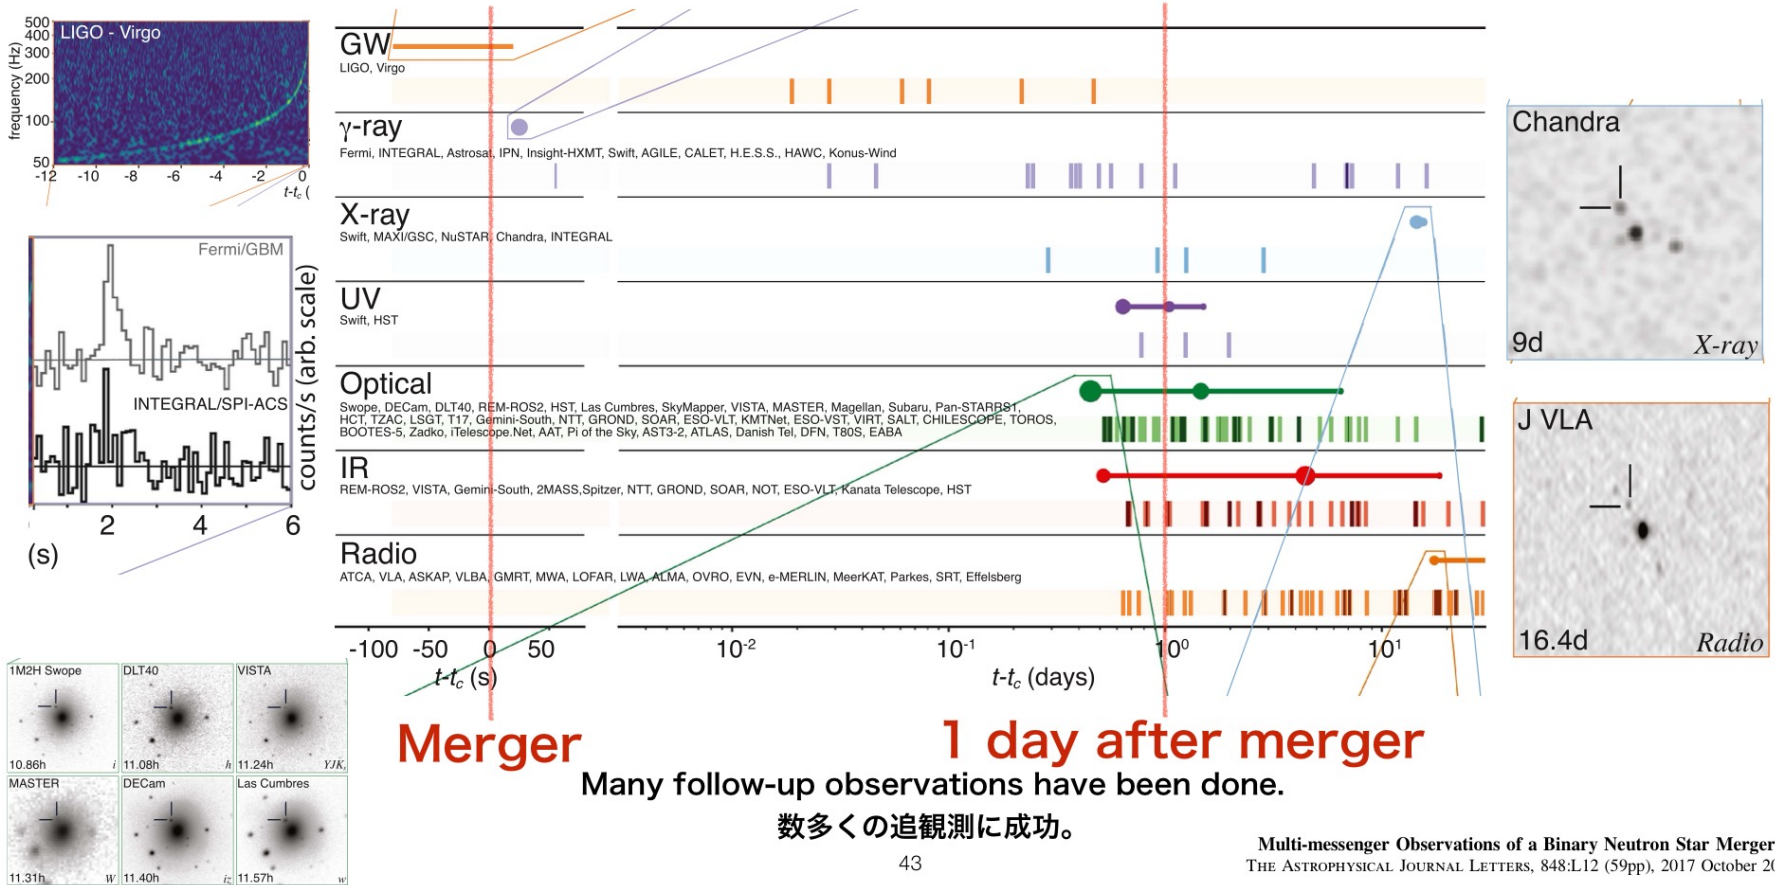 LIGO - Virgo
frequency (Hz)
500
400
300
200
100
50
-12 -10 -8 -6 -4 -2 0
t-tc (
Fermi/GBM
INTEGRAL/SPI-ACS
counts/s (arb. scale)
2 4 6
(s)
GW
LIGO, Virgo
γ-ray
Fermi, INTEGRAL, Astrosat, IPN, Insight-HXMT, Swift, AGILE, CALET, H.E.S.S., HAWC, Konus-Wind
X-ray
Swift, MAXI/GSC, NuSTAR, Chandra, INTEGRAL
UV
Swift, HST
Optical
Swope, DECam, DLT40, REM-ROS2, HST, Las Cumbres, SkyMapper, VISTA, MASTER, Magellan, Subaru, Pan-STARRS1,
HCT, TZAC, LSGT, T17, Gemini-South, NTT, GROND, SOAR, ESO-VLT, KMTNet, ESO-VST, VIRT, SALT, CHILESCOPE, TOROS,
BOOTES-5, Zadko, iTelescope.Net, AAT, Pi of the Sky, AST3-2, ATLAS, Danish Tel, DFN, T80S, EABA
IR
REM-ROS2, VISTA, Gemini-South, 2MASS,Spitzer, NTT, GROND, SOAR, NOT, ESO-VLT, Kanata Telescope, HST
Radio
ATCA, VLA, ASKAP, VLBA, GMRT, MWA, LOFAR, LWA, ALMA, OVRO, EVN, e-MERLIN, MeerKAT, Parkes, SRT, Effelsberg
-100 -50 0 50 10-2 10-1 100 101
t-tc (s) t-tc (days)
Chandra
9d X-ray
J VLA
16.4d Radio
1M2H Swope DLT40 VISTA
10.86h i 11.08h h 11.24h YJKs
MASTER DECam Las Cumbres
11.31h W 11.40h iz 11.57h w
Merger 1 day after merger
Many follow-up observations have been done.
数多くの追観測に成功。
43
Multi-messenger Observations of a Binary Neutron Star Merger
THE ASTROPHYSICAL JOURNAL LETTERS, 848:L12 (59pp), 2017 October 20